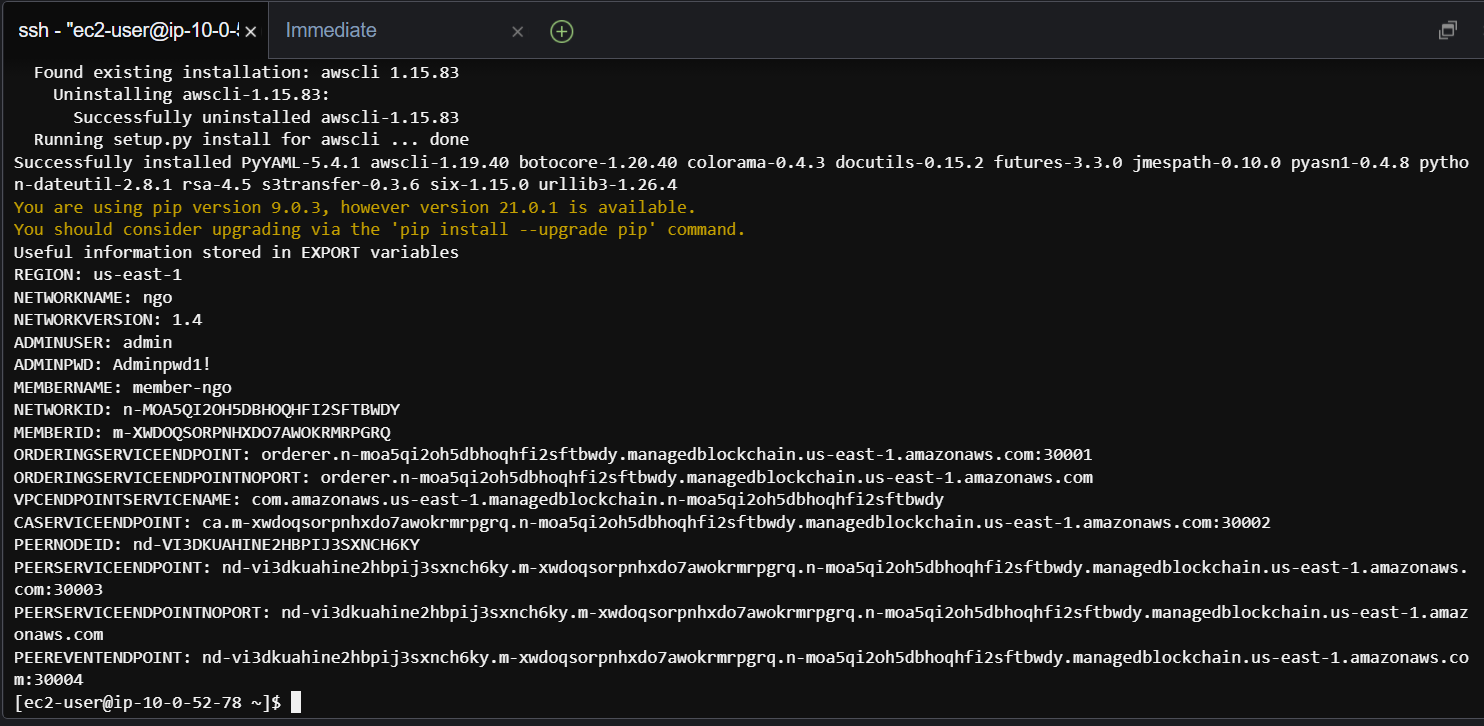 ssh - "ec2-user@ip-10-0-5
Immediate
Found existing installation: awscli 1.15.83
Uninstalling awscli-1.15.83:
Successfully uninstalled awscli-1.15.83
Running setup.py install for awscli ... done
Successfully installed PyYAML-5.4.1 awscli-1.19.40 botocore-1.20.40 colorama-0.4.3 docutils-0.15.2 futures-3.3.0 jmespath-0.10.0 pyasn1-0.4.8 pytho
n-dateutil-2.8.1 rsa-4.5 s3transfer-0.3.6 six-1.15.0 urllib3-1.26.4
You are using pip version 9.0.3, however version 21.0.1 is available.
You should consider upgrading via the 'pip install --upgrade pip' command.
Useful information stored in EXPORT variables
REGION: us-east-1
NETWORKNAME: ngo
NETWORKVERSION: 1.4
ADMINUSER: admin
ADMINPWD: Adminpwd1!
MEMBERNAME: member-ngo
NETWORKID: n-MOA5QI2OH5DBHOQHFI2SFTBWDY
MEMBERID: m-XWDOQSORPNHXDO7AWOKRMRPGRQ
ORDERINGSERVICEENDPOINT: orderer.n-moa5qi2oh5dbhoqhfi2sftbwdy.managedblockchain.us-east-1.amazonaws.com:30001
ORDERINGSERVICEENDPOINTNOPORT: orderer.n-moa5qi2oh5dbhoqhfi2sftbwdy.managedblockchain.us-east-1.amazonaws.com
VPCENDPOINTSERVICENAME: com.amazonaws.us-east-1.managedblockchain.n-moa5qi2oh5dbhoqhfi2sftbwdy
CASERVICEENDPOINT: ca.m-xwdoqsorpnhxdo7awokrmrpgrq.n-moa5qi2oh5dbhoqhfi2sftbwdy.managedblockchain.us-east-1.amazonaws.com:30002
PEERNODEID: nd-VI3DKUAHINE2HBPIJ3SXNCH6KY
PEERSERVICEENDPOINT: nd-vi3dkuahine2hbpij3sxnch6ky.m-xwdoqsorpnhxdo7awokrmrpgrq.n-moa5qi2oh5dbhoqhfi2sftbwdy.managedblockchain.us-east-1.amazonaws.
com:30003
PEERSERVICEENDPOINTNOPORT: nd-vi3dkuahine2hbpij3sxnch6ky.m-xwdoqsorpnhxdo7awokrmrpgrq.n-moa5qi2oh5dbhoqhfi2sftbwdy.managedblockchain.us-east-1.amaz
onaws.com
PEEREVENTENDPOINT: nd-vi3dkuahine2hbpij3sxnch6ky.m-xwdoqsorpnhxdo7awokrmrpgrq.n-moa5qi2oh5dbhoqhfi2sftbwdy.managedblockchain.us-east-1.amazonaws.co
m:30004
[ec2-user@ip-10-0-52-78 ~]$